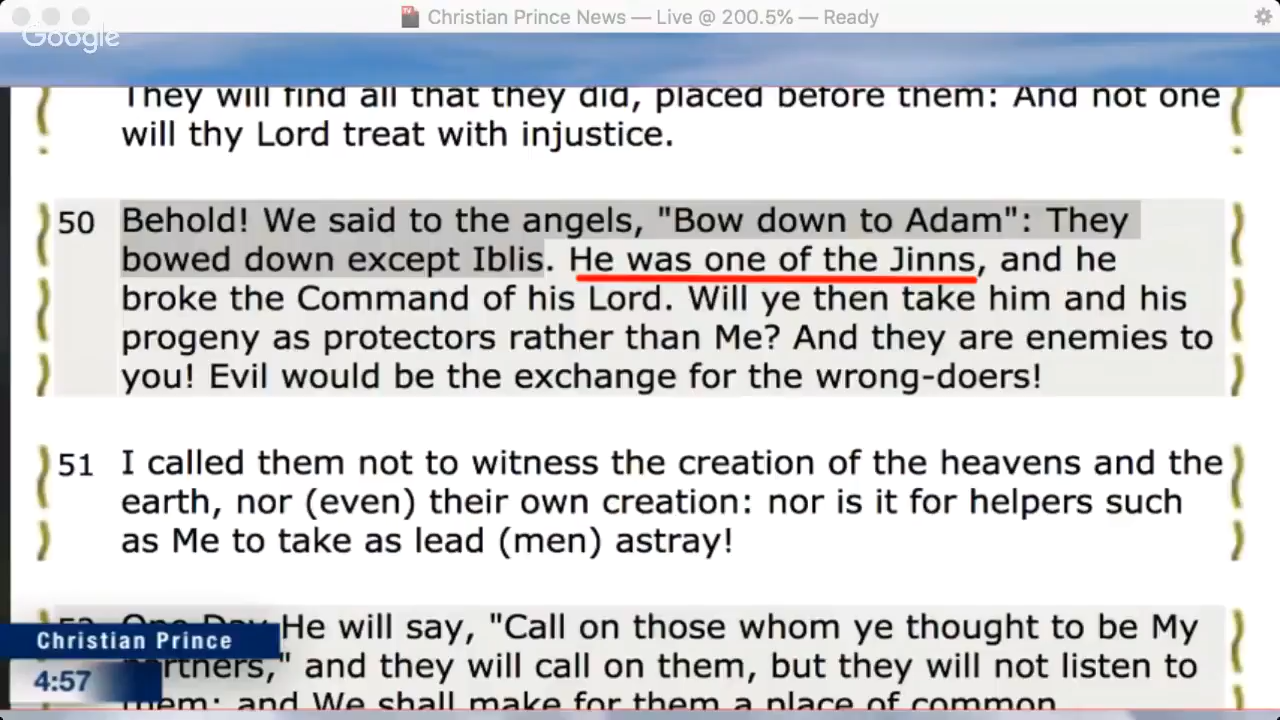 Christian Prince News — Live @ 200.5% — Ready
Google
They will find all that they did, placed before them: And not one
will thy Lord treat with injustice.
50 Behold! We said to the angels, "Bow down to Adam": They
bowed down except Iblis. He was one of the Jinns, and he
broke the Command of his Lord. Will ye then take him and his
progeny as protectors rather than Me? And they are enemies to
you! Evil would be the exchange for the wrong-doers!
51 I called them not to witness the creation of the heavens and the
earth, nor (even) their own creation: nor is it for helpers such
as Me to take as lead (men) astray!
One Day He will say, "Call on those whom ye thought to be My
" and they will call on them, but they will not listen to
them; and We shall make for them a place of common
Christian Prince
4:57